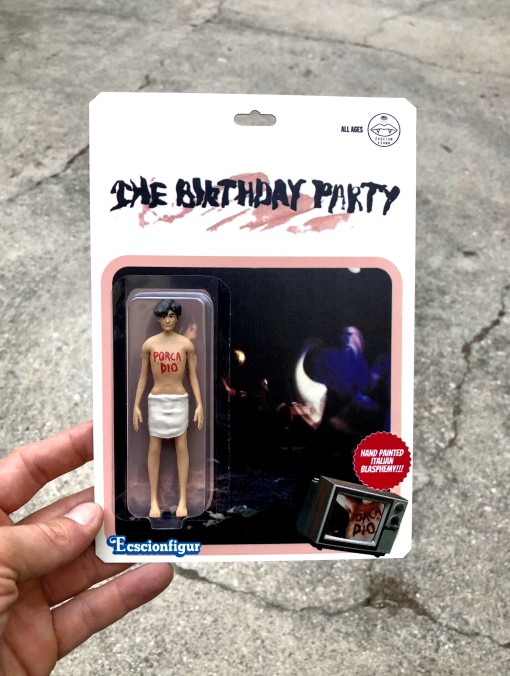 ALL AGES
THE BIRTHDAY PARTY
PORCA
DIO
HAND PAINTED
ITALIAN
BLASPHEMY!!!
PORCA
DIO
Ecscionfigur